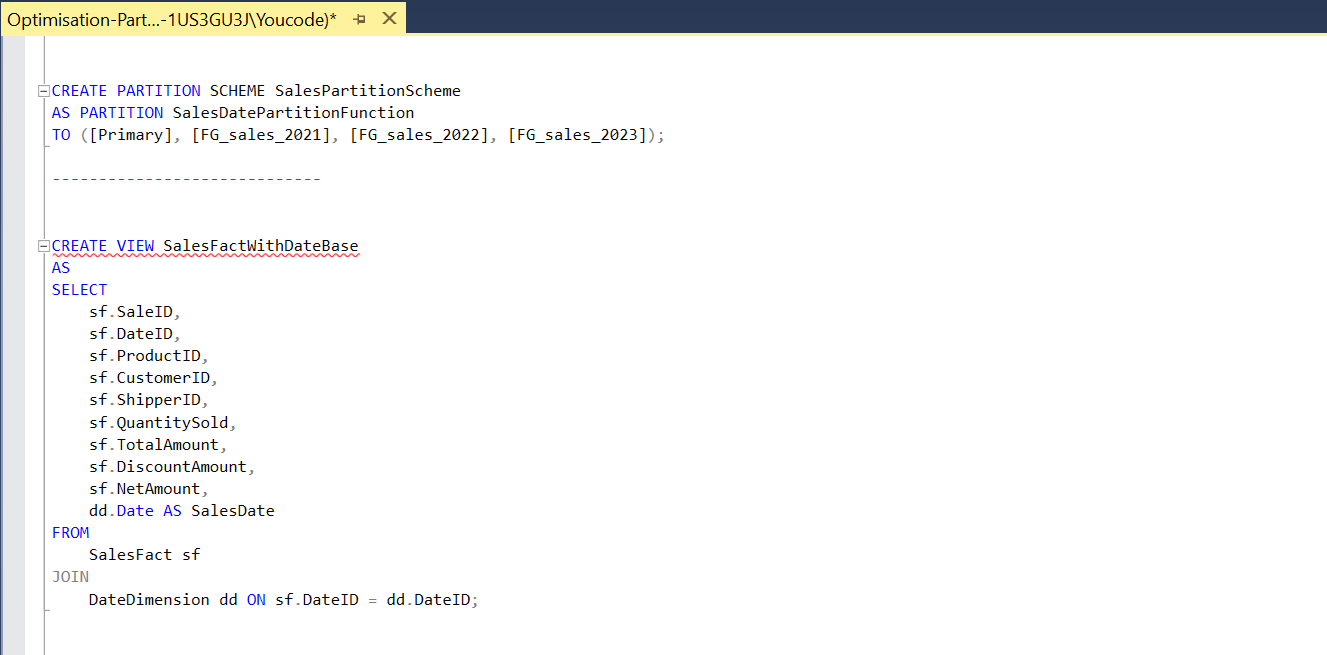 Optimisation-Part...-1US3GU3J\Youcode)*
CREATE PARTITION SCHEME SalesPartitionScheme
AS PARTITION SalesDatePartitionFunction
TO ([Primary], [FG_sales_2021], [FG_sales_2022], [FG_sales_2023]);
-----------------------------
CREATE VIEW SalesFactWithDateBase
AS
SELECT
sf.SaleID,
sf.DateID,
sf.ProductID,
sf.CustomerID,
sf.ShipperID,
sf.QuantitySold,
sf.TotalAmount,
sf.DiscountAmount,
sf.NetAmount,
dd.Date AS SalesDate
FROM
SalesFact sf
JOIN
DateDimension dd ON sf.DateID = dd.DateID;